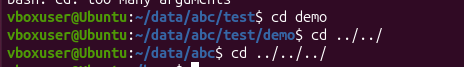 bash: cd: too many arguments
vboxuser@Ubuntu:~/data/abc/test$ cd demo
vboxuser@Ubuntu:~/data/abc/test/demo$ cd ../../
vboxuser@Ubuntu:~/data/abc$ cd ../../../